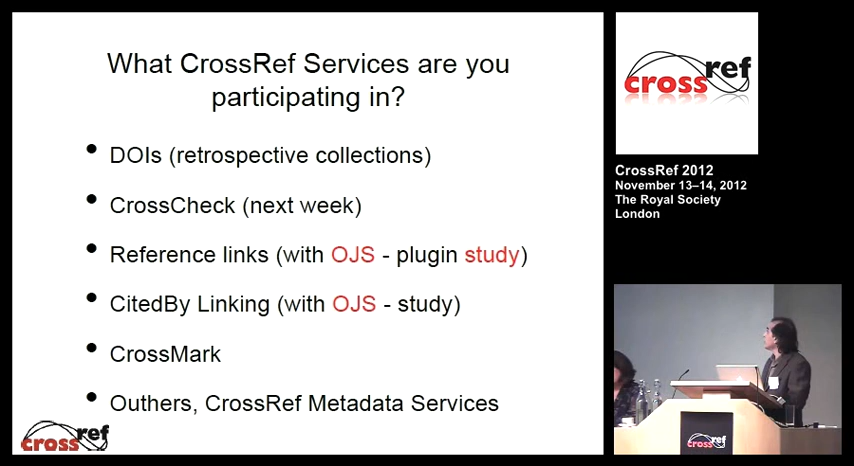 What CrossRef Services are you
participating in?
• DOIs (retrospective collections)
• CrossCheck (next week)
• Reference links (with OJS - plugin study)
• CitedBy Linking (with OJS - study)
• CrossMark
• Outhers, CrossRef Metadata Services
crossref
crossref
CrossRef 2012
November 13–14, 2012
The Royal Society
London
crossref